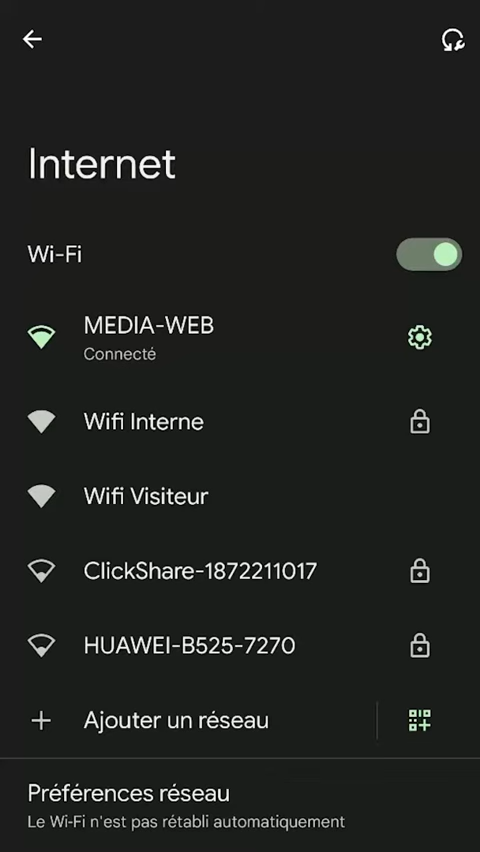 Internet
Wi-Fi
MEDIA-WEB
Connecté
Wifi Interne
Wifi Visiteur
ClickShare-1872211017
HUAWEI-B525-7270
Ajouter un réseau
Préférences réseau
Le Wi-Fi n'est pas rétabli automatiquement